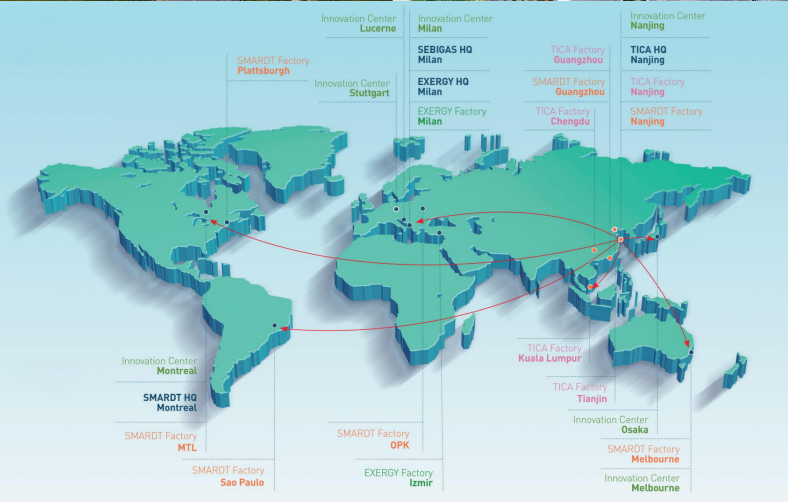 Innovation Center
Lucerne
Innovation Center
Milan
Innovation Center
Nanjing
SMARDT Factory
Plattsburgh
SEBIGAS HQ
Milan
TICA Factory
Guangzhou
TICA HQ
Nanjing
Innovation Center
Stuttgart
EXERGY HQ
Milan
SMARDT Factory
Guangzhou
TICA Factory
Nanjing
EXERGY Factory
Milan
TICA Factory
Chengdu
SMARDT Factory
Nanjing
TICA Factory
Kuala Lumpur
Innovation Center
Montreal
TICA Factory
Tianjin
SMARDT HQ
Montreal
Innovation Center
Osaka
SMARDT Factory
MTL
SMARDT Factory
OPK
SMARDT Factory
Melbourne
SMARDT Factory
Sao Paulo
EXERGY Factory
Izmir
Innovation Center
Melbourne